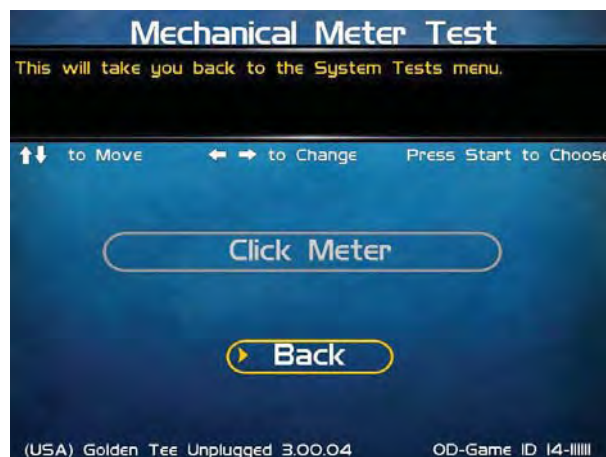 Mechanical Meter Test
This will take you back to the System Tests menu.
to Move to Change Press Start to Choose
Click Meter
Back
(USA) Golden Tee Unplugged 3.00.04 OD-Game ID 14-111111